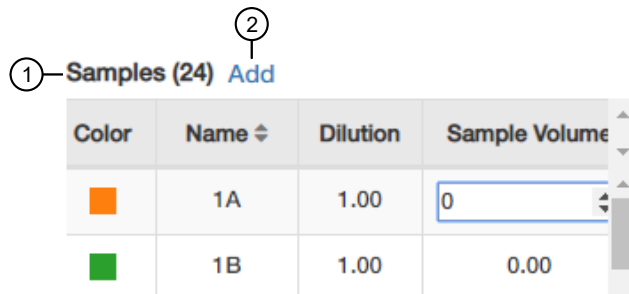 2
1 Samples (24) Add
Color Name Dilution Sample Volume
1A 1.00 0
1B 1.00 0.00